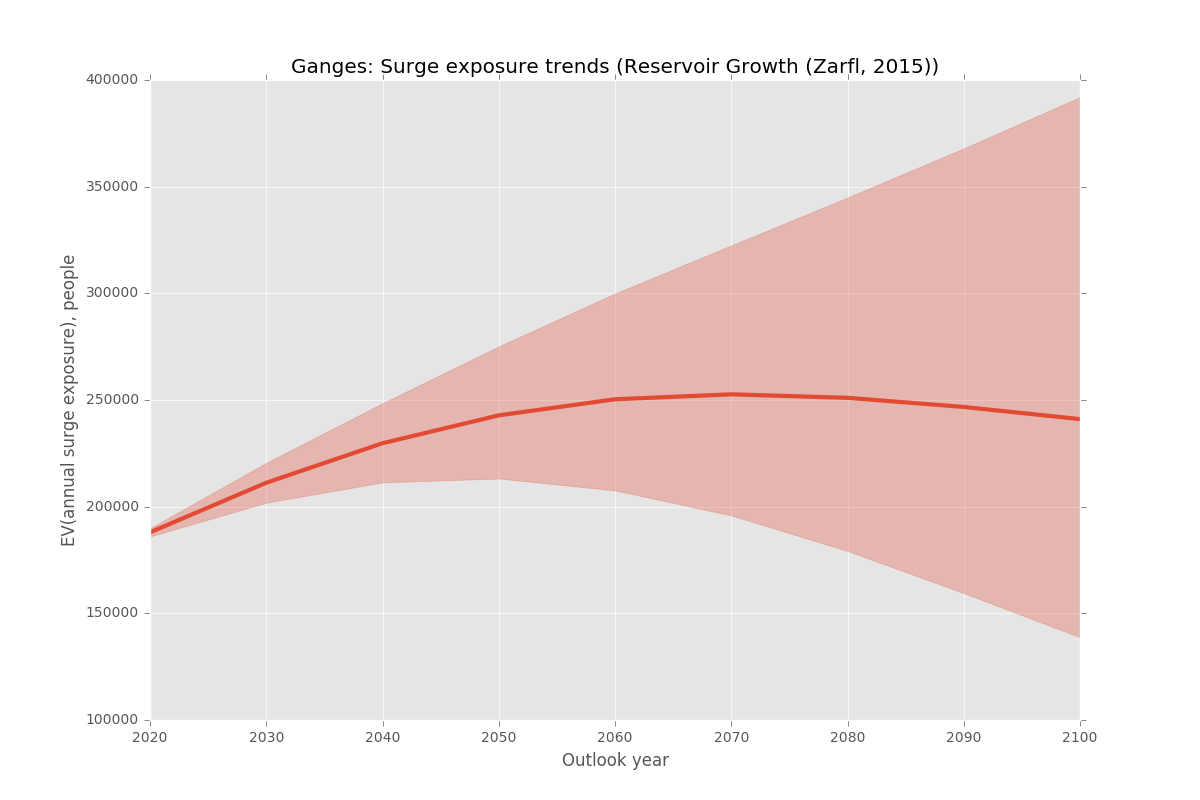 Ganges: Surge exposure trends (Reservoir Growth (Zarfl, 2015))
EV(annual surge exposure), people
400000
350000
300000
250000
200000
150000
100000
2020 2030 2040 2050 2060 2070 2080 2090 2100
Outlook year